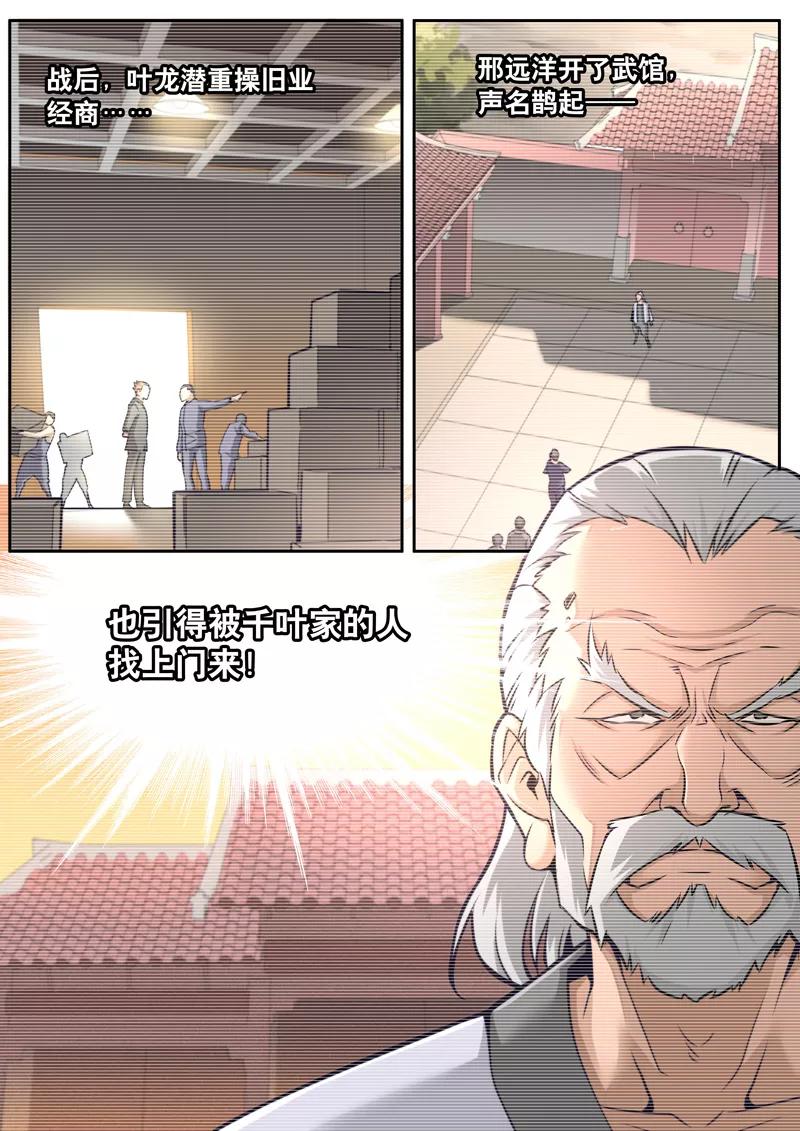 战后，叶龙潜重操旧业
经商……
邢远洋开了武馆，
声名鹊起——
也引得被千叶家的人
找上门来！